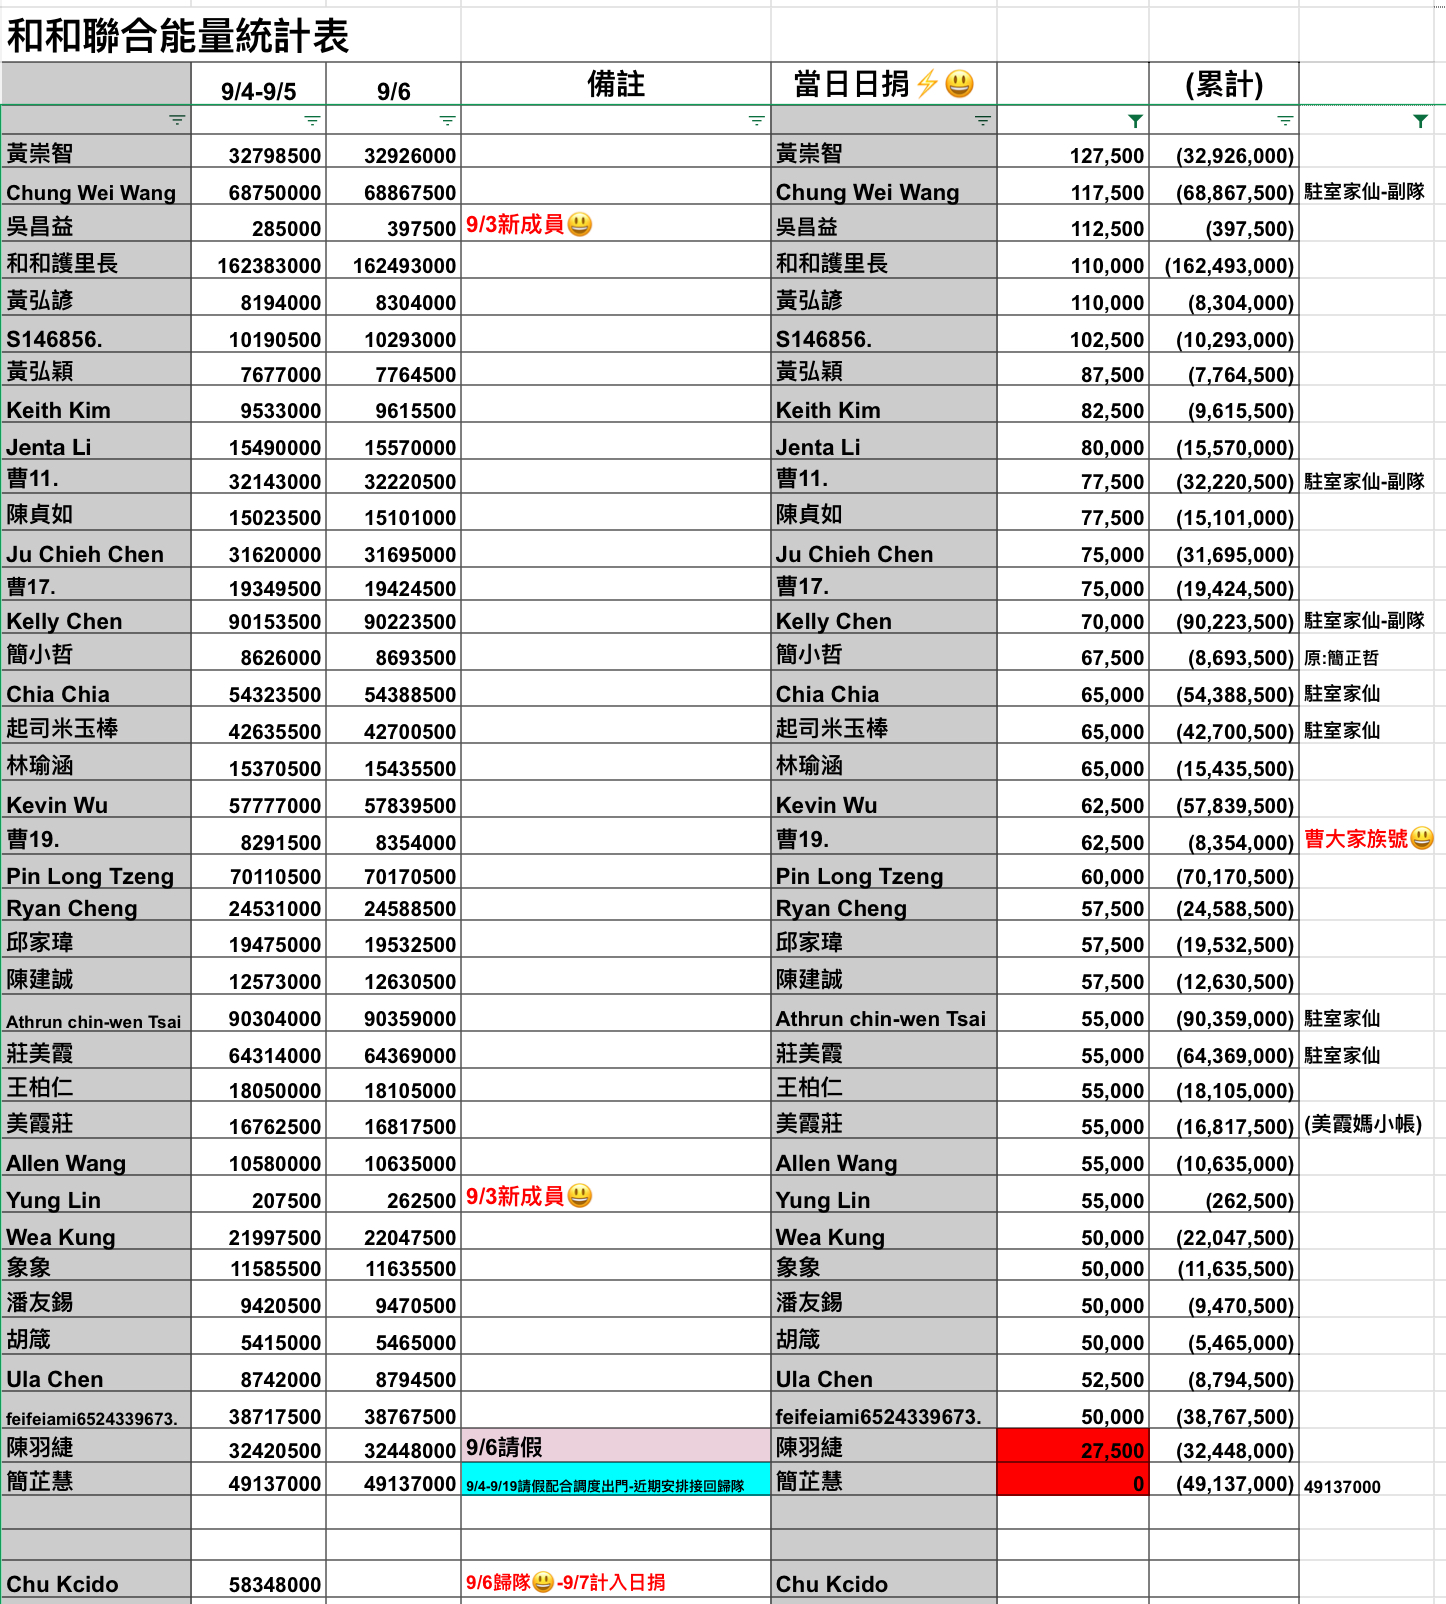 和和聯合能量統計表
9/4-9/5 9/6 備註 當日日捐⚡😃 (累計)
黃崇智 32798500 32926000 黃崇智 127,500 (32,926,000)
Chung Wei Wang 68750000 68867500 Chung Wei Wang 117,500 (68,867,500) 駐室家仙-副隊
吳昌益 285000 397500 9/3新成員😃 吳昌益 112,500 (397,500)
和和護里長 162383000 162493000 和和護里長 110,000 (162,493,000)
黃弘諺 8194000 8304000 黃弘諺 110,000 (8,304,000)
S146856. 10190500 10293000 S146856. 102,500 (10,293,000)
黃弘穎 7677000 7764500 黃弘穎 87,500 (7,764,500)
Keith Kim 9533000 9615500 Keith Kim 82,500 (9,615,500)
Jenta Li 15490000 15570000 Jenta Li 80,000 (15,570,000)
曹11. 32143000 32220500 曹11. 77,500 (32,220,500) 駐室家仙-副隊
陳貞如 15023500 15101000 陳貞如 77,500 (15,101,000)
Ju Chieh Chen 31620000 31695000 Ju Chieh Chen 75,000 (31,695,000)
曹17. 19349500 19424500 曹17. 75,000 (19,424,500)
Kelly Chen 90153500 90223500 Kelly Chen 70,000 (90,223,500) 駐室家仙-副隊
簡小哲 8626000 8693500 簡小哲 67,500 (8,693,500) 原:簡正哲
Chia Chia 54323500 54388500 Chia Chia 65,000 (54,388,500) 駐室家仙
起司米玉棒 42635500 42700500 起司米玉棒 65,000 (42,700,500) 駐室家仙
林瑜涵 15370500 15435500 林瑜涵 65,000 (15,435,500)
Kevin Wu 57777000 57839500 Kevin Wu 62,500 (57,839,500)
曹19. 8291500 8354000 曹19. 62,500 (8,354,000) 曹大家族號😃
Pin Long Tzeng 70110500 70170500 Pin Long Tzeng 60,000 (70,170,500)
Ryan Cheng 24531000 24588500 Ryan Cheng 57,500 (24,588,500)
邱家瑋 19475000 19532500 邱家瑋 57,500 (19,532,500)
陳建誠 12573000 12630500 陳建誠 57,500 (12,630,500)
Athrun chin-wen Tsai 90304000 90359000 Athrun chin-wen Tsai 55,000 (90,359,000) 駐室家仙
莊美霞 64314000 64369000 莊美霞 55,000 (64,369,000) 駐室家仙
王柏仁 18050000 18105000 王柏仁 55,000 (18,105,000)
美霞莊 16762500 16817500 美霞莊 55,000 (16,817,500) (美霞媽小帳)
Allen Wang 10580000 10635000 Allen Wang 55,000 (10,635,000)
Yung Lin 207500 262500 9/3新成員😃 Yung Lin 55,000 (262,500)
Wea Kung 21997500 22047500 Wea Kung 50,000 (22,047,500)
象象 11585500 11635500 象象 50,000 (11,635,500)
潘友錫 9420500 9470500 潘友錫 50,000 (9,470,500)
胡箴 5415000 5465000 胡箴 50,000 (5,465,000)
Ula Chen 8742000 8794500 Ula Chen 52,500 (8,794,500)
feifeiami6524339673. 38717500 38767500 feifeiami6524339673. 50,000 (38,767,500)
陳羽緁 32420500 32448000 9/6請假 陳羽緁 27,500 (32,448,000)
簡芷慧 49137000 49137000 9/4-9/19請假配合調度出門-近期安排接回歸隊 簡芷慧 0 (49,137,000) 49137000
Chu Kcido 58348000 9/6歸隊😃-9/7計入日捐 Chu Kcido